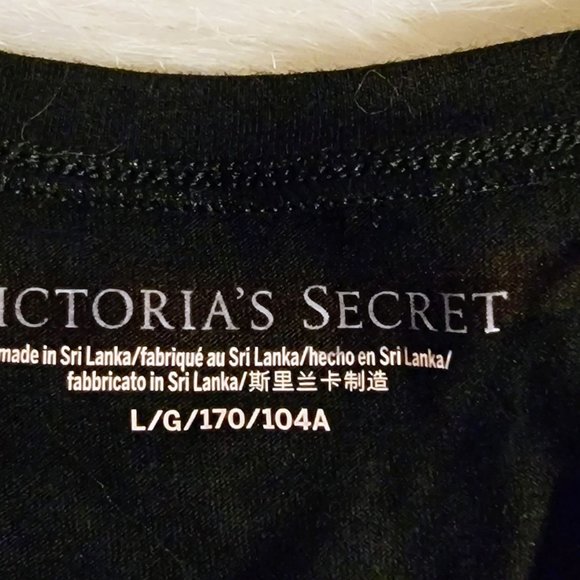 ICTORIA'S SECRET
made in Sri Lanka/fabriqué au Sri Lanka/hecho en Sri Lanka/
fabbricato in Sri Lanka/斯里兰卡制造
L/G/170/104A